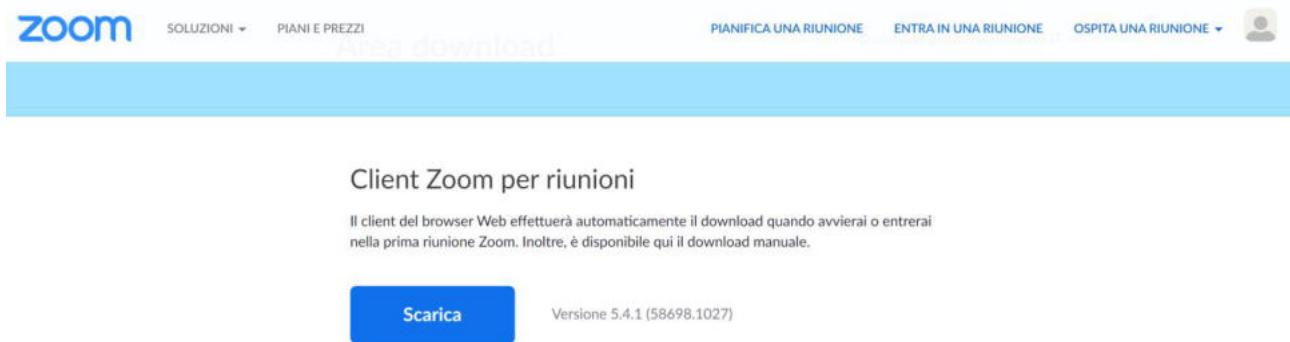 zoom SOLUZIONI PIANI E PREZZI PIANIFICA UNA RIUNIONE ENTRA IN UNA RIUNIONE OSPITA UNA RIUNIONE
Area download
Client Zoom per riunioni
Il client del browser Web effettuerà automaticamente il download quando avvierai o entrerai
nella prima riunione Zoom. Inoltre, è disponibile qui il download manuale.
Scarica Versione 5.4.1 (58698.1027)